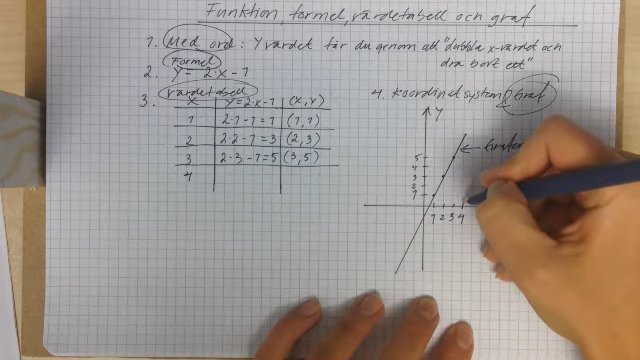 Funktion, formel, värdetabell och graf
1. Med ord: Y värdet får du genom att "dubbla x-värdet och
dra bort ett"
Formel
2. Y = 2·X - 1
3. Värdetabell
X Y=2·X-1 (X,Y)
1 2·1-1=1 (1,1)
2 2·2-1=3 (2,3)
3 2·3-1=5 (3,5)
4
4. Koordinatsystem & Graf
Y
Grafen
5
4
3
2
1
1 2 3 4